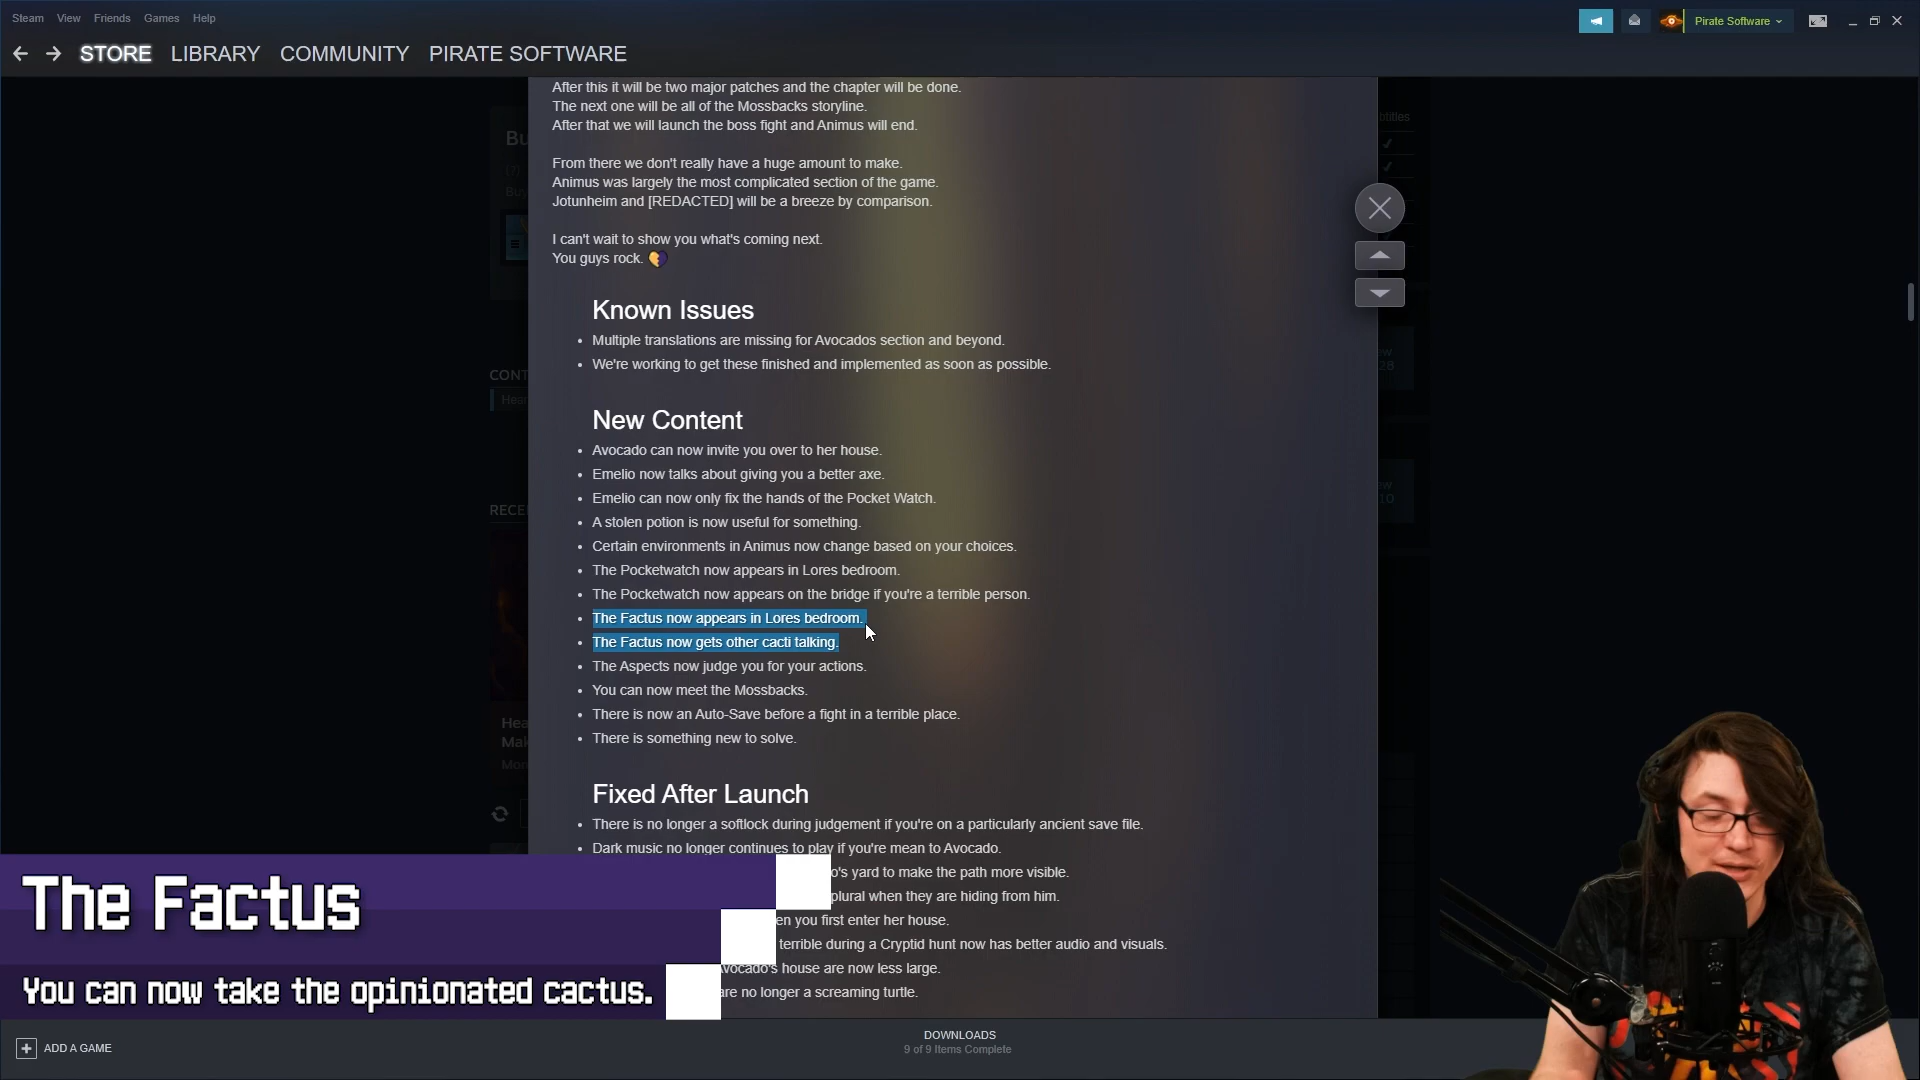 Steam View Friends Games Help
Pirate Software
STORE LIBRARY COMMUNITY PIRATE SOFTWARE
After this it will be two major patches and the chapter will be done.
The next one will be all of the Mossbacks storyline.
After that we will launch the boss fight and Animus will end.
From there we don't really have a huge amount to make.
Animus was largely the most complicated section of the game.
Jotunheim and [REDACTED] will be a breeze by comparison.
I can't wait to show you what's coming next.
You guys rock.
Known Issues
Multiple translations are missing for Avocados section and beyond.
We're working to get these finished and implemented as soon as possible.
CONT
New Content
Avocado can now invite you over to her house.
Emelio now talks about giving you a better axe.
Emelio can now only fix the hands of the Pocket Watch.
RECE
A stolen potion is now useful for something.
Certain environments in Animus now change based on your choices.
The Pocketwatch now appears in Lores bedroom.
The Pocketwatch now appears on the bridge if you're a terrible person.
The Factus now appears in Lores bedroom.
The Factus now gets other cacti talking.
The Aspects now judge you for your actions.
You can now meet the Mossbacks.
There is now an Auto-Save before a fight in a terrible place.
There is something new to solve.
Fixed After Launch
There is no longer a softlock during judgement if you're on a particularly ancient save file.
Dark music no longer continues to play if you're mean to Avocado.
o's yard to make the path more visible.
plural when they are hiding from him.
en you first enter her house.
terrible during a Cryptid hunt now has better audio and visuals.
Avocado's house are now less large.
are no longer a screaming turtle.
The Factus
You can now take the opinionated cactus.
ADD A GAME
DOWNLOADS
9 of 9 Items Complete